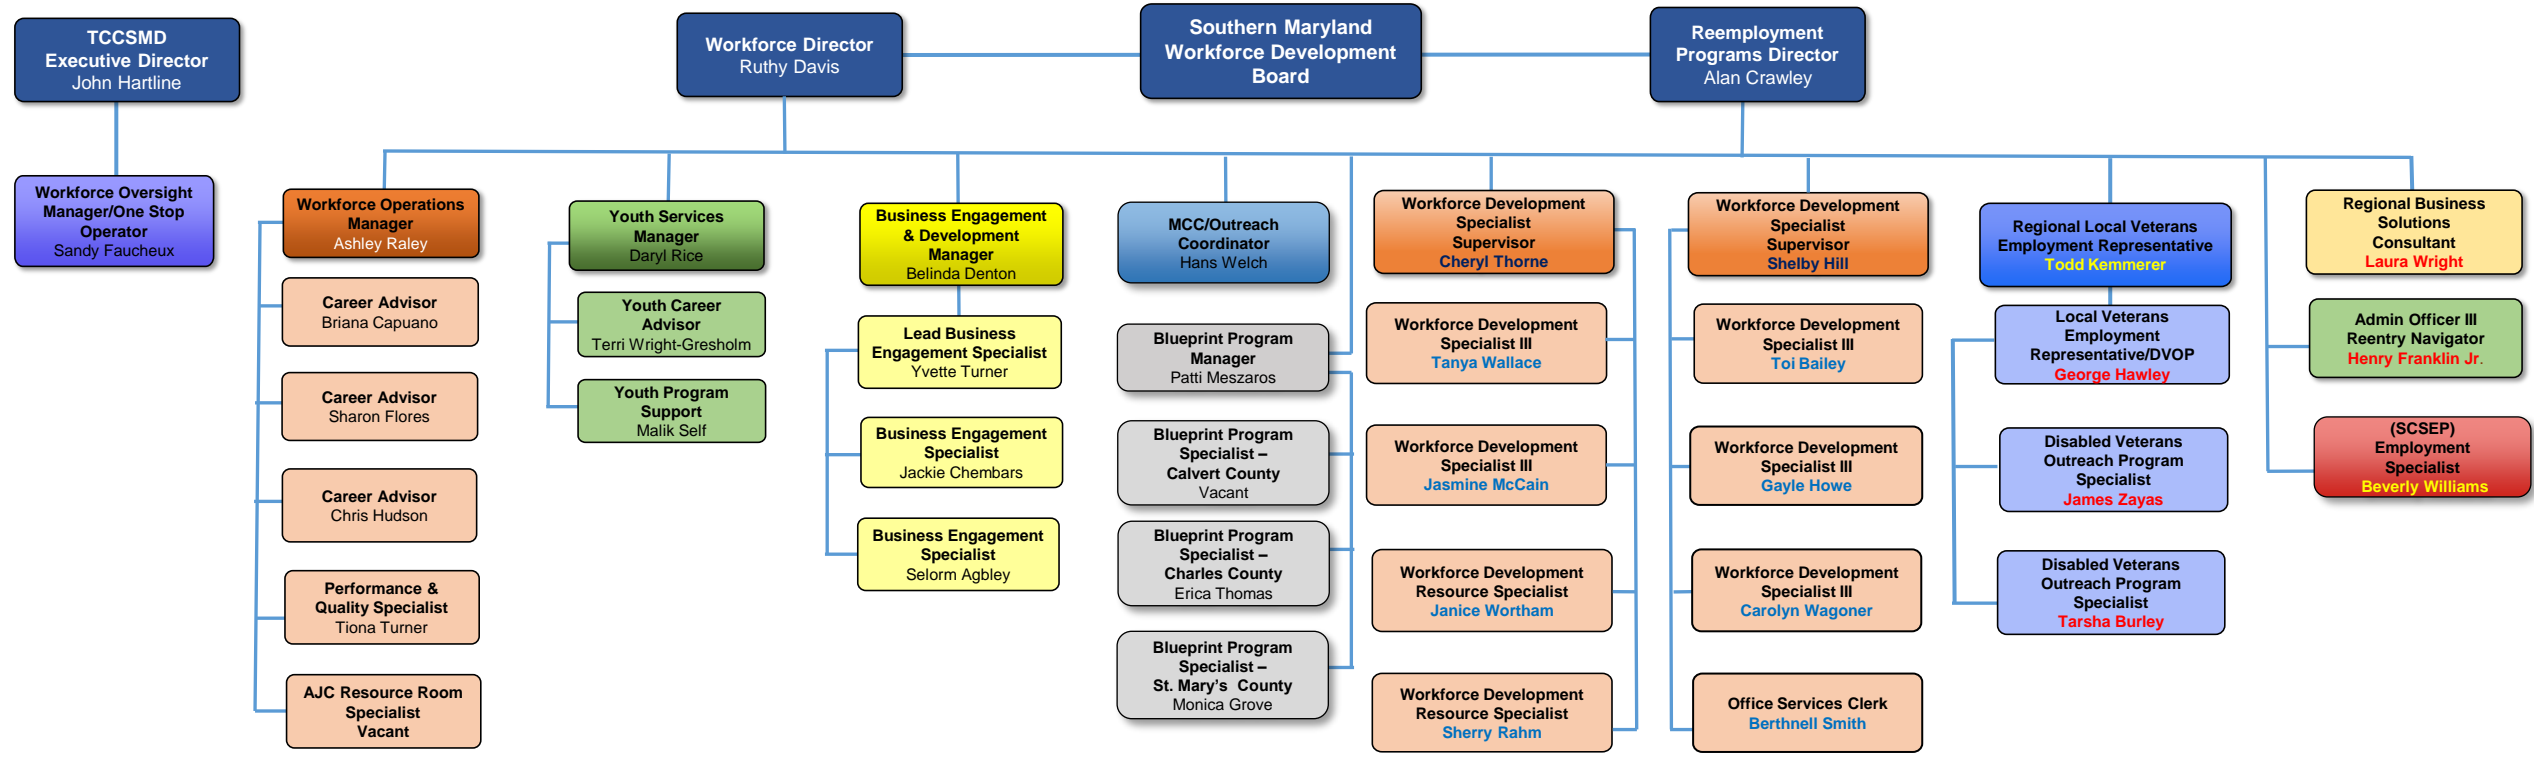 TCCSMD
Executive Director
John Hartline
Workforce Director
Ruthy Davis
Southern Maryland
Workforce Development
Board
Reemployment
Programs Director
Alan Crawley
Workforce Oversight
Manager/One Stop
Operator
Sandy Faucheux
Workforce Operations
Manager
Ashley Raley
Career Advisor
Briana Capuano
Career Advisor
Sharon Flores
Career Advisor
Chris Hudson
Performance &
Quality Specialist
Tiona Turner
AJC Resource Room
Specialist
Vacant
Youth Services
Manager
Daryl Rice
Youth Career
Advisor
Terri Wright-Gresholm
Youth Program
Support
Malik Self
Business Engagement
& Development
Manager
Belinda Denton
Lead Business
Engagement Specialist
Yvette Turner
Business Engagement
Specialist
Jackie Chembars
Business Engagement
Specialist
Selorm Agbley
MCC/Outreach
Coordinator
Hans Welch
Blueprint Program
Manager
Patti Meszaros
Blueprint Program
Specialist –
Calvert County
Vacant
Blueprint Program
Specialist –
Charles County
Erica Thomas
Blueprint Program
Specialist –
St. Mary's County
Monica Grove
Workforce Development
Specialist
Supervisor
Cheryl Thorne
Workforce Development
Specialist III
Tanya Wallace
Workforce Development
Specialist III
Jasmine McCain
Workforce Development
Resource Specialist
Janice Wortham
Workforce Development
Resource Specialist
Sherry Rahm
Workforce Development
Specialist
Supervisor
Shelby Hill
Workforce Development
Specialist III
Toi Bailey
Workforce Development
Specialist III
Gayle Howe
Workforce Development
Specialist III
Carolyn Wagoner
Office Services Clerk
Berthnell Smith
Regional Local Veterans
Employment Representative
Todd Kemmerer
Local Veterans
Employment
Representative/DVOP
George Hawley
Disabled Veterans
Outreach Program
Specialist
James Zayas
Disabled Veterans
Outreach Program
Specialist
Tarsha Burley
Regional Business
Solutions
Consultant
Laura Wright
Admin Officer III
Reentry Navigator
Henry Franklin Jr.
(SCSEP)
Employment
Specialist
Beverly Williams